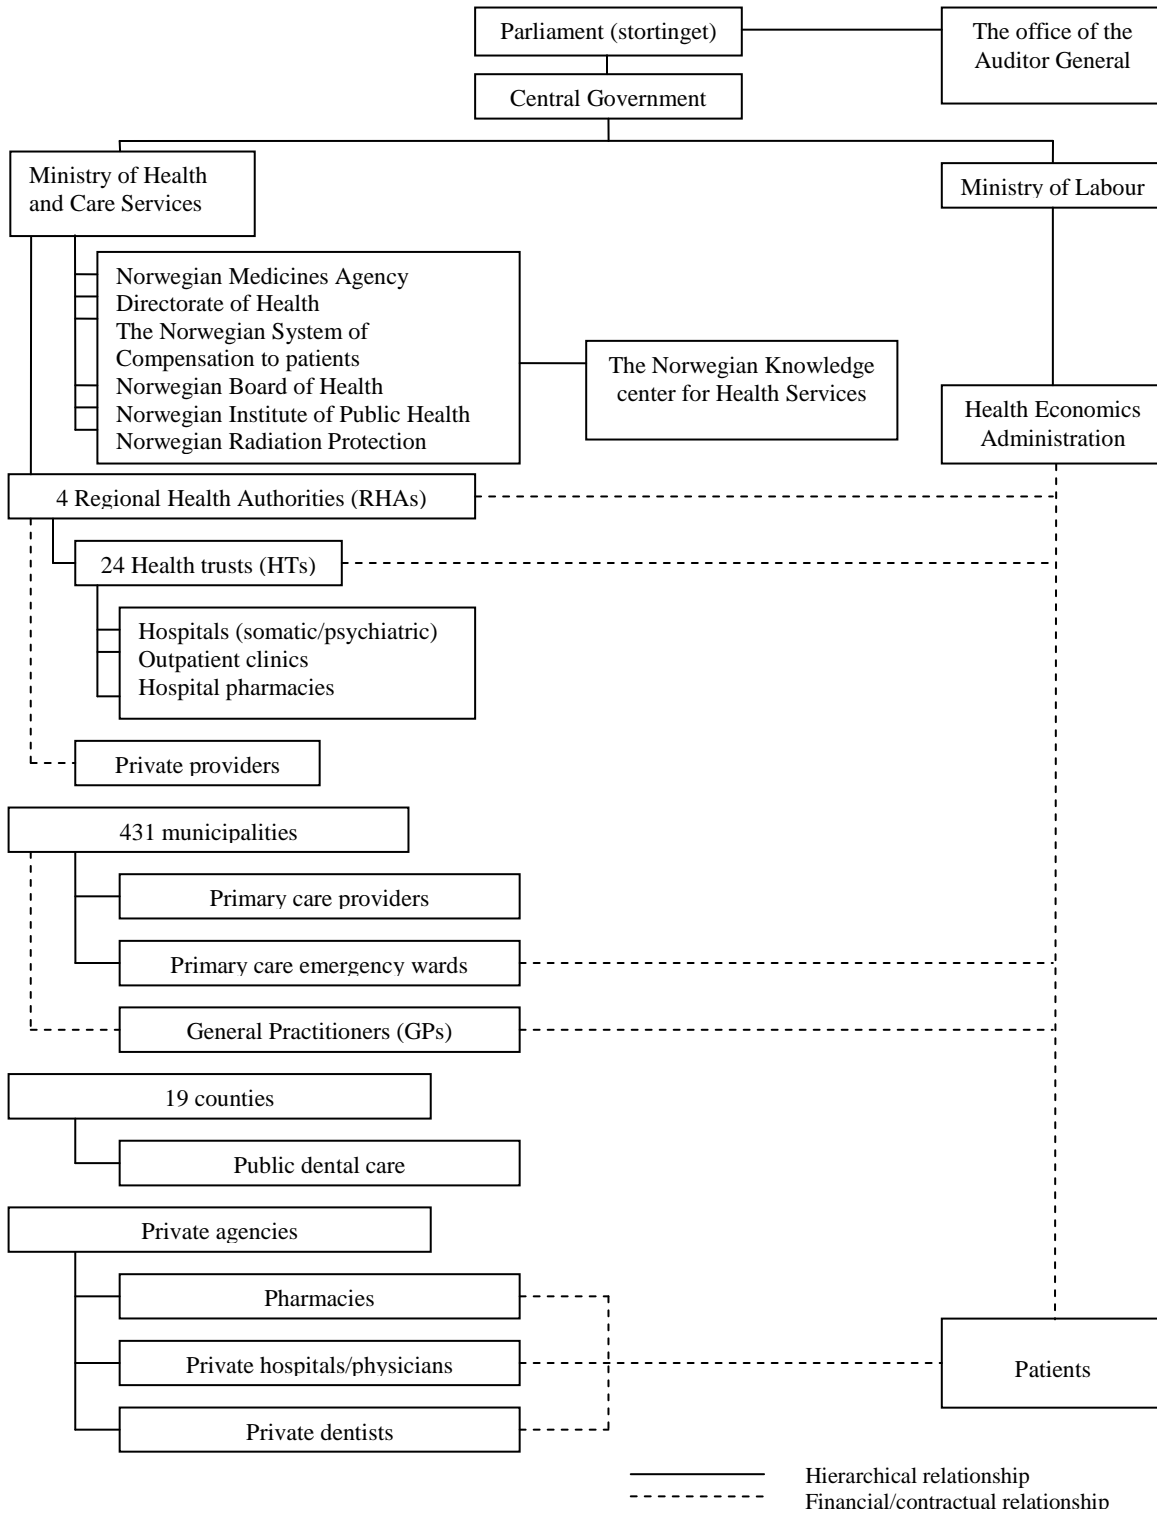 Parliament (stortinget)
The office of the
Auditor General
Central Government
Ministry of Health
and Care Services
Ministry of Labour
Norwegian Medicines Agency
Directorate of Health
The Norwegian System of
Compensation to patients
Norwegian Board of Health
Norwegian Institute of Public Health
Norwegian Radiation Protection
The Norwegian Knowledge
center for Health Services
Health Economics
Administration
4 Regional Health Authorities (RHAs)
24 Health trusts (HTs)
Hospitals (somatic/psychiatric)
Outpatient clinics
Hospital pharmacies
Private providers
431 municipalities
Primary care providers
Primary care emergency wards
General Practitioners (GPs)
19 counties
Public dental care
Private agencies
Pharmacies
Private hospitals/physicians
Patients
Private dentists
Hierarchical relationship
Financial/contractual relationship